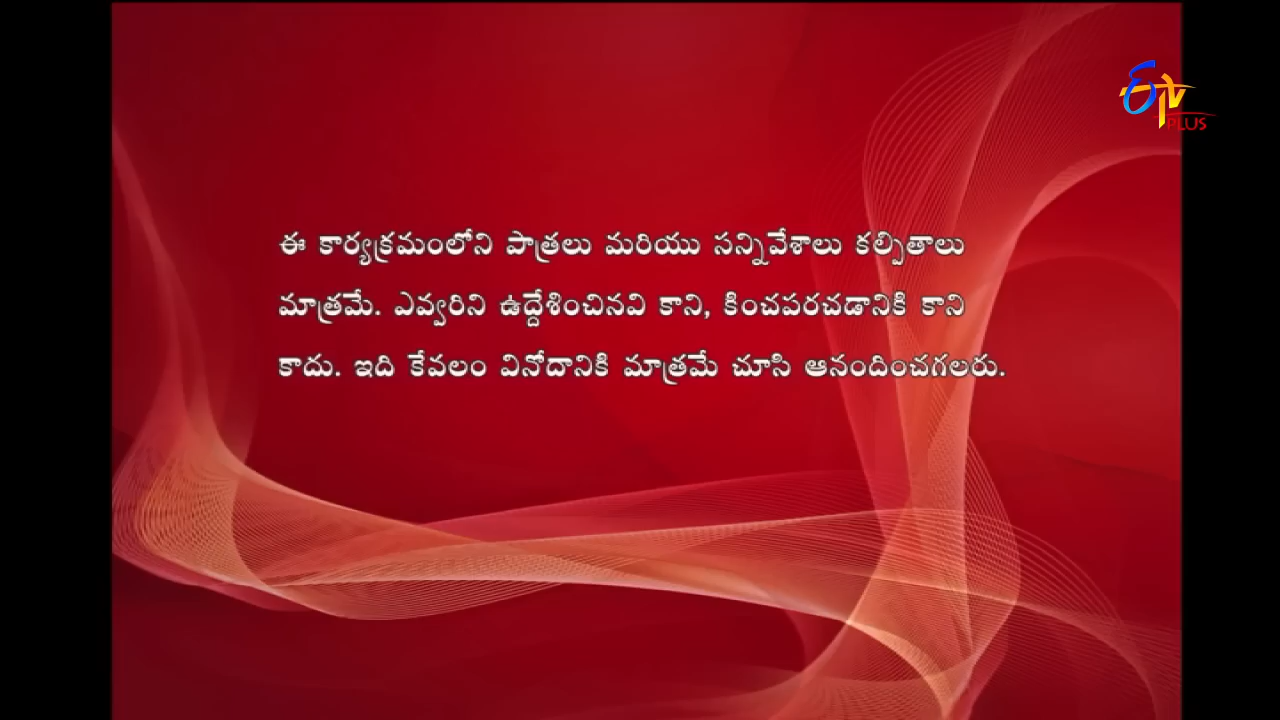 ETV
PLUS
ఈ కార్యక్రమంలోని పాత్రలు మరియు సన్నివేశాలు కల్పితాలు
మాత్రమే. ఎవ్వరిని ఉద్దేశించినవి కాని, కించపరచడానికి కాని
కాదు. ఇది కేవలం వినోదానికి మాత్రమే చూసి ఆనందించగలరు.